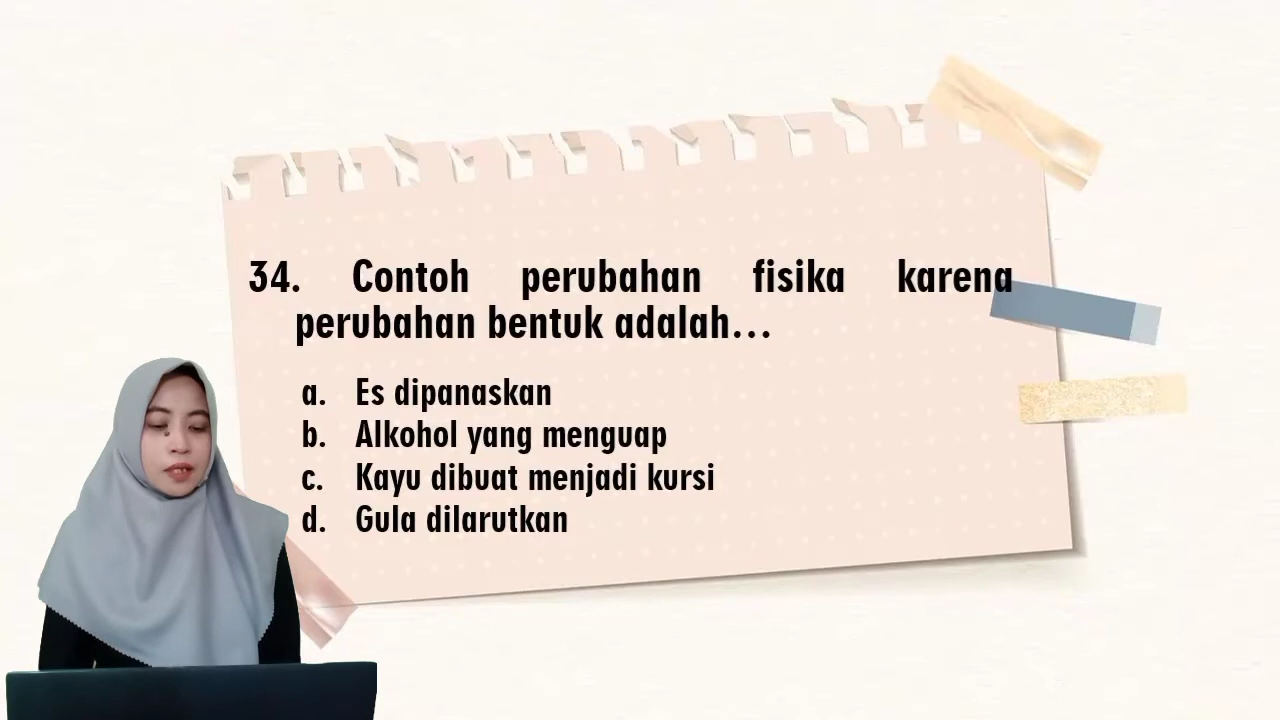 34. Contoh perubahan fisika karena
perubahan bentuk adalah...
a. Es dipanaskan
b. Alkohol yang menguap
c. Kayu dibuat menjadi kursi
d. Gula dilarutkan